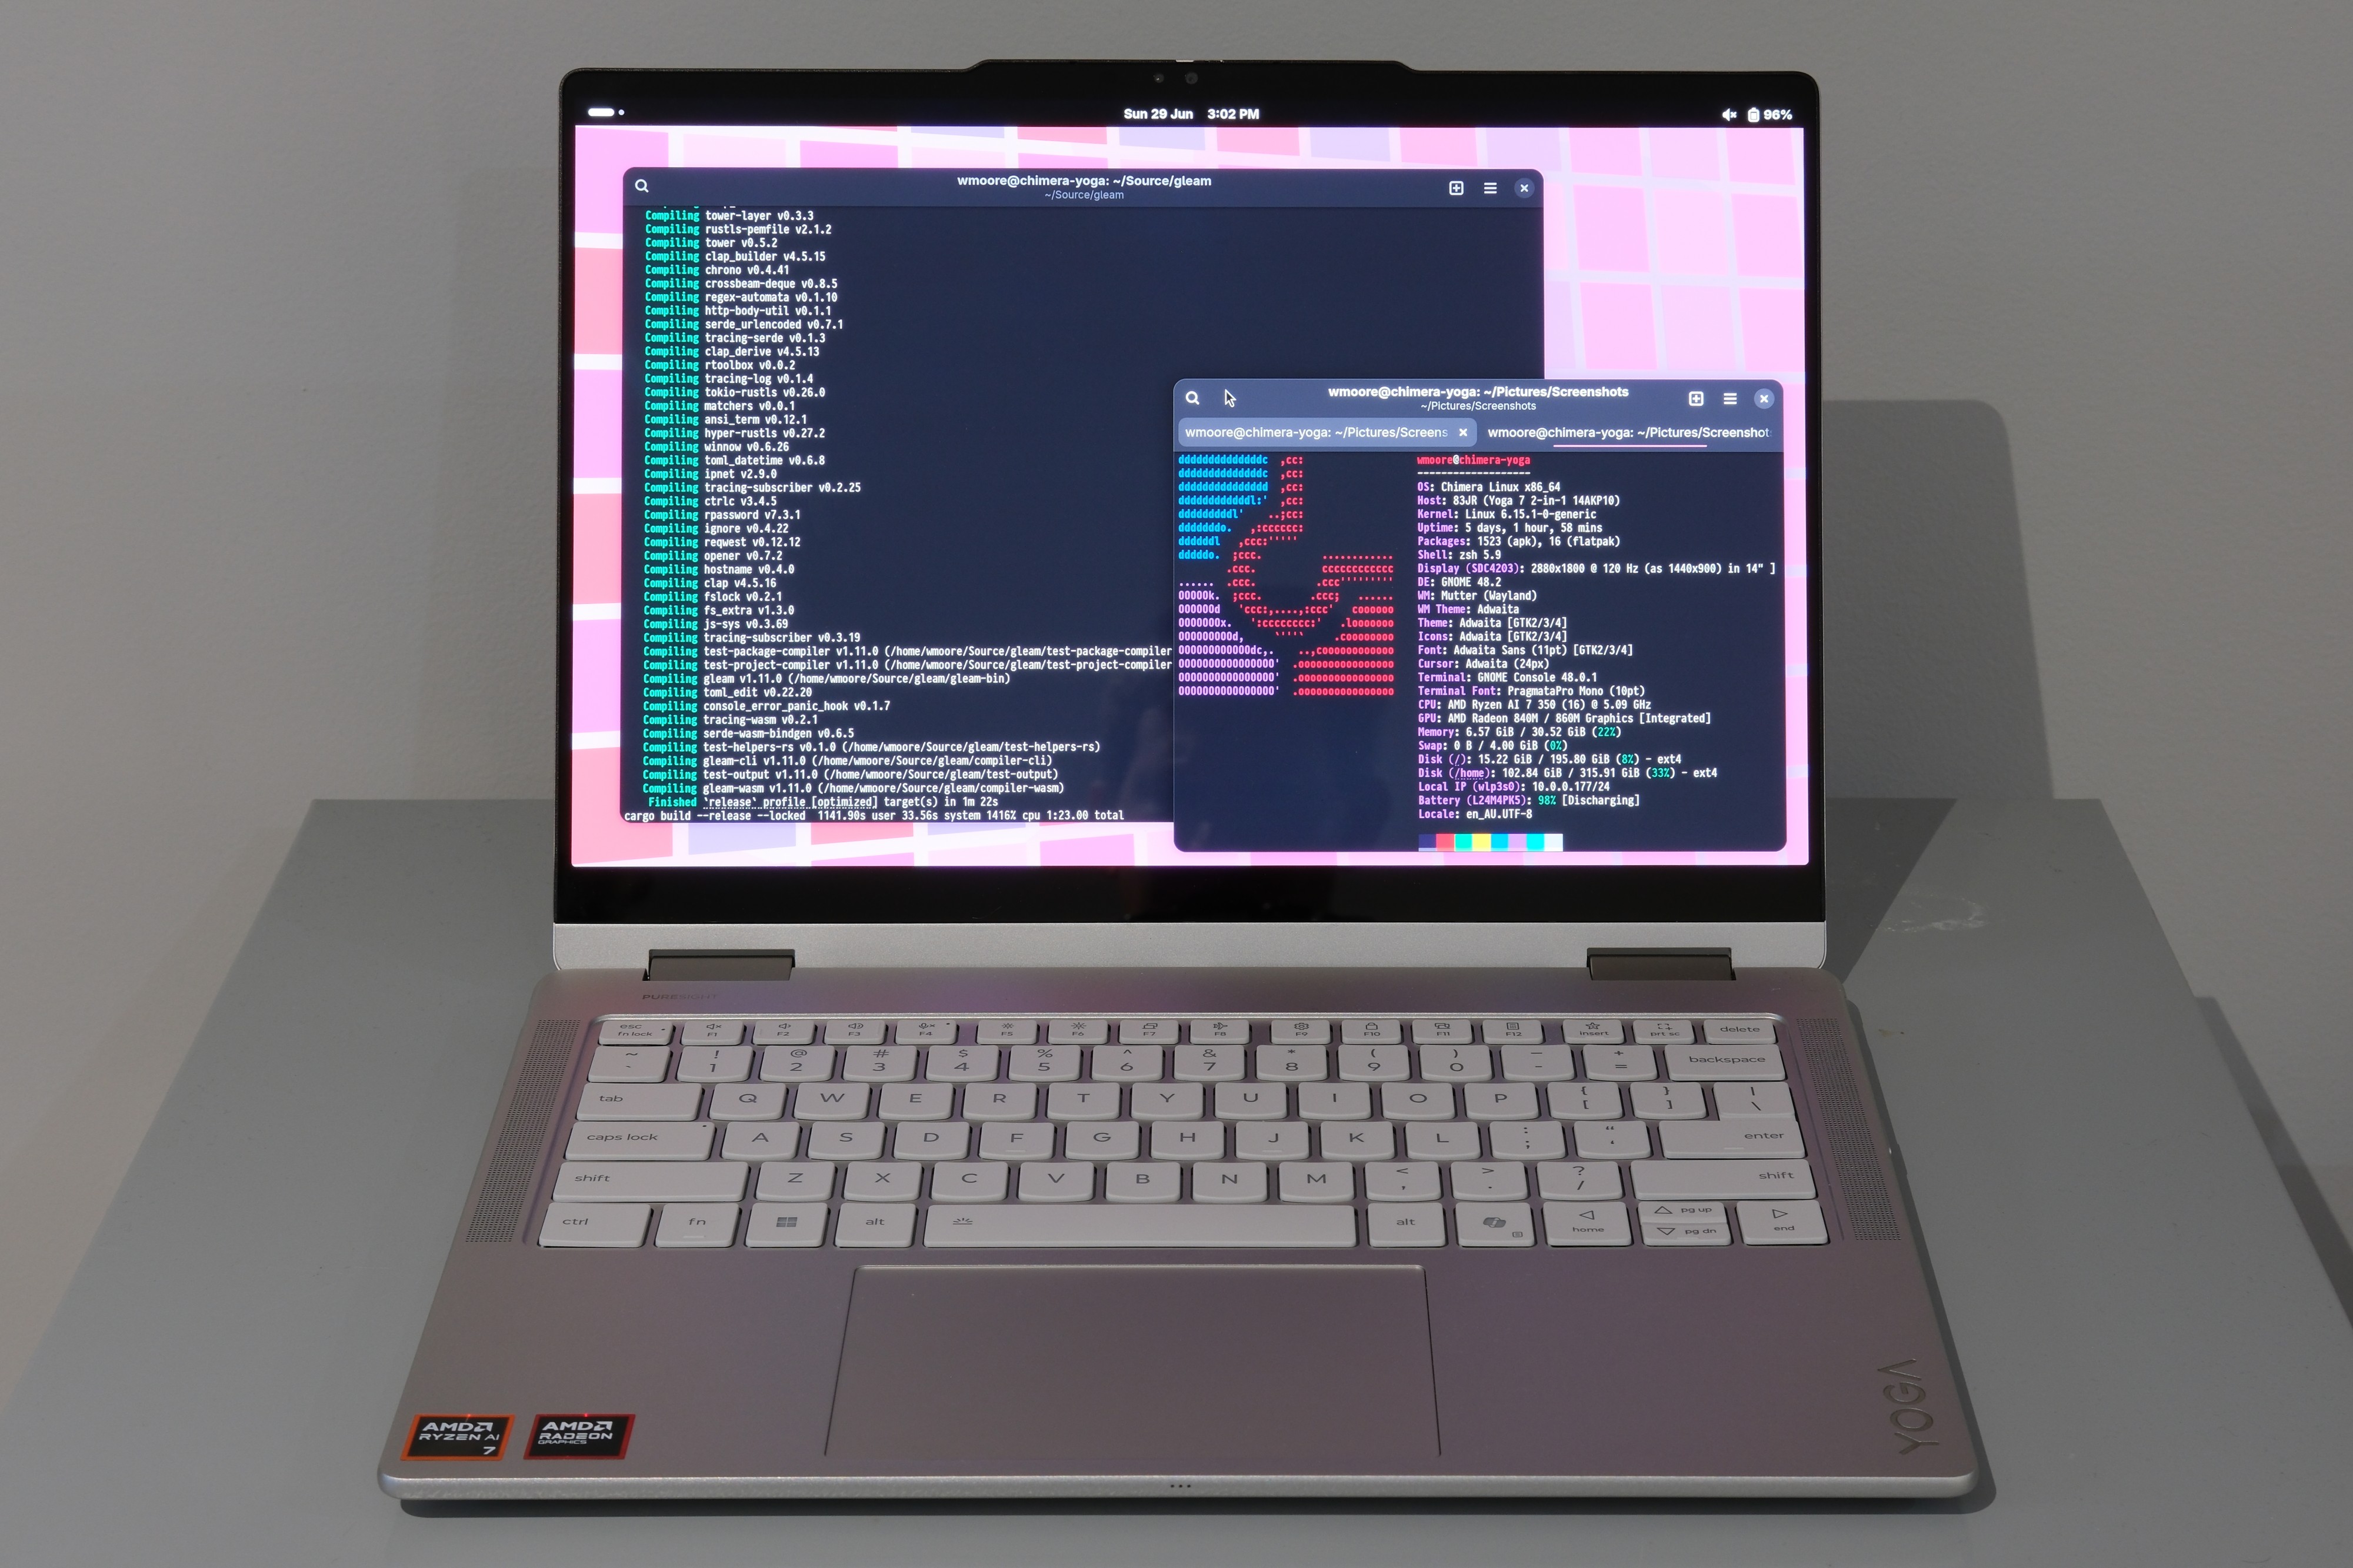 Sun 29 Jun 3:02 PM
96%
wmoore@chimera-yoga: ~/Source/gleam
~/Source/gleam
Compiling tower-layer v0.3.3
Compiling rustls-pemfile v2.1.2
Compiling tower v0.5.2
Compiling clap_builder v4.5.15
Compiling chrono v0.4.41
Compiling crossbeam-deque v0.8.5
Compiling regex-automata v0.1.10
Compiling http-body-util v0.1.1
Compiling serde_urlencoded v0.7.1
Compiling tracing-serde v0.1.3
Compiling clap_derive v4.5.13
Compiling rtoolbox v0.0.2
Compiling tracing-log v0.1.4
Compiling tokio-rustls v0.26.0
Compiling matchers v0.0.1
Compiling ansi_term v0.12.1
Compiling hyper-rustls v0.27.2
Compiling winnow v0.6.26
Compiling toml_datetime v0.6.8
Compiling ipnet v2.9.0
Compiling tracing-subscriber v0.2.25
Compiling ctrlc v3.4.5
Compiling rpassword v7.3.1
Compiling ignore v0.4.22
Compiling reqwest v0.12.12
Compiling opener v0.7.2
Compiling hostname v0.4.0
Compiling clap v4.5.16
Compiling fslock v0.2.1
Compiling fs_extra v1.3.0
Compiling js-sys v0.3.69
Compiling tracing-subscriber v0.3.19
Compiling test-package-compiler v1.11.0 (/home/wmoore/Source/gleam/test-package-compiler
Compiling test-project-compiler v1.11.0 (/home/wmoore/Source/gleam/test-project-compiler
Compiling gleam v1.11.0 (/home/wmoore/Source/gleam/gleam-bin)
Compiling toml_edit v0.22.20
Compiling console_error_panic_hook v0.1.7
Compiling tracing-wasm v0.2.1
Compiling serde-wasm-bindgen v0.6.5
Compiling test-helpers-rs v0.1.0 (/home/wmoore/Source/gleam/test-helpers-rs)
Compiling gleam-cli v1.11.0 (/home/wmoore/Source/gleam/compiler-cli)
Compiling test-output v1.11.0 (/home/wmoore/Source/gleam/test-output)
Compiling gleam-wasm v1.11.0 (/home/wmoore/Source/gleam/compiler-wasm)
Finished `release` profile [optimized] target(s) in 1m 22s
cargo build --release --locked 1141.90s user 33.56s system 1416% cpu 1:23.00 total
wmoore@chimera-yoga: ~/Pictures/Screenshots
~/Pictures/Screenshots
wmoore@chimera-yoga: ~/Pictures/Screens
wmoore@chimera-yoga: ~/Pictures/Screenshot
wmoore@chimera-yoga
-------------------
OS: Chimera Linux x86_64
Host: 83JR (Yoga 7 2-in-1 14AKP10)
Kernel: Linux 6.15.1-0-generic
Uptime: 5 days, 1 hour, 58 mins
Packages: 1523 (apk), 16 (flatpak)
Shell: zsh 5.9
Display (SDC4203): 2880x1800 @ 120 Hz (as 1440x900) in 14" ]
DE: GNOME 48.2
WM: Mutter (Wayland)
WM Theme: Adwaita
Theme: Adwaita [GTK2/3/4]
Icons: Adwaita [GTK2/3/4]
Font: Adwaita Sans (11pt) [GTK2/3/4]
Cursor: Adwaita (24px)
Terminal: GNOME Console 48.0.1
Terminal Font: PragmataPro Mono (10pt)
CPU: AMD Ryzen AI 7 350 (16) @ 5.09 GHz
GPU: AMD Radeon 840M / 860M Graphics [Integrated]
Memory: 6.57 GiB / 30.52 GiB (22%)
Swap: 0 B / 4.00 GiB (0%)
Disk (/): 15.22 GiB / 195.80 GiB (8%) - ext4
Disk (/home): 102.84 GiB / 315.91 GiB (33%) - ext4
Local IP (wlp3s0): 10.0.0.177/24
Battery (L24M4PK5): 98% [Discharging]
Locale: en_AU.UTF-8
PURESIGHT
esc F1 F2 F3 F4 F5 F6 F7 F8 F9 F10 F11 F12 insert prt sc delete
fn lock
~ ! @ # $ % ^ & * ( ) _ + backspace
` 1 2 3 4 5 6 7 8 9 0 - =
tab Q W E R T Y U I O P { [ } ] | \
caps lock A S D F G H J K L : ; " ' enter
shift Z X C V B N M < , > . ? / shift
ctrl fn alt alt home pg up pg dn end
AMD RYZEN AI 7
AMD RADEON GRAPHICS
YOGA